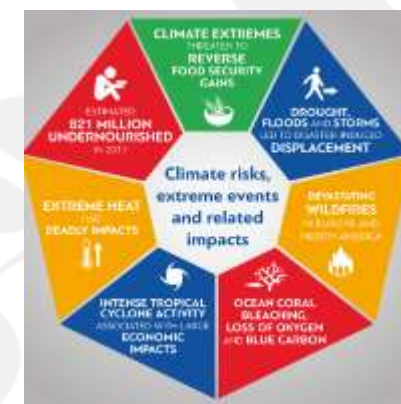 CLIMATE EXTREMES
THREATEN TO
REVERSE
FOOD SECURITY
GAINS
DROUGHT,
FLOODS AND STORMS
LED TO DISASTER-INDUCED
DISPLACEMENT
DEVASTATING
WILDFIRES
IN EUROPE AND
NORTH AMERICA
OCEAN CORAL
BLEACHING,
LOSS OF OXYGEN
AND BLUE CARBON
INTENSE TROPICAL
CYCLONE ACTIVITY
ASSOCIATED WITH LARGE
ECONOMIC
IMPACTS
EXTREME HEAT
HAD
DEADLY IMPACTS
ESTIMATED
821 MILLION
UNDERNOURISHED
IN 2017
Climate risks,
extreme events
and related
impacts